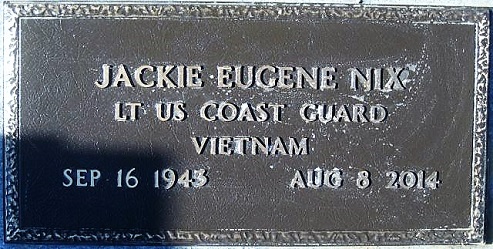 JACKIE EUGENE NIX
LT US COAST GUARD
VIETNAM
SEP 16 1943 AUG 8 2014